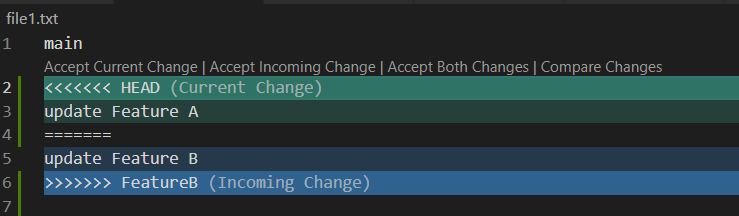 file1.txt
1 main
Accept Current Change | Accept Incoming Change | Accept Both Changes | Compare Changes
2 <<<<<<< HEAD (Current Change)
3 update Feature A
4 =======
5 update Feature B
6 >>>>>>> FeatureB (Incoming Change)
7